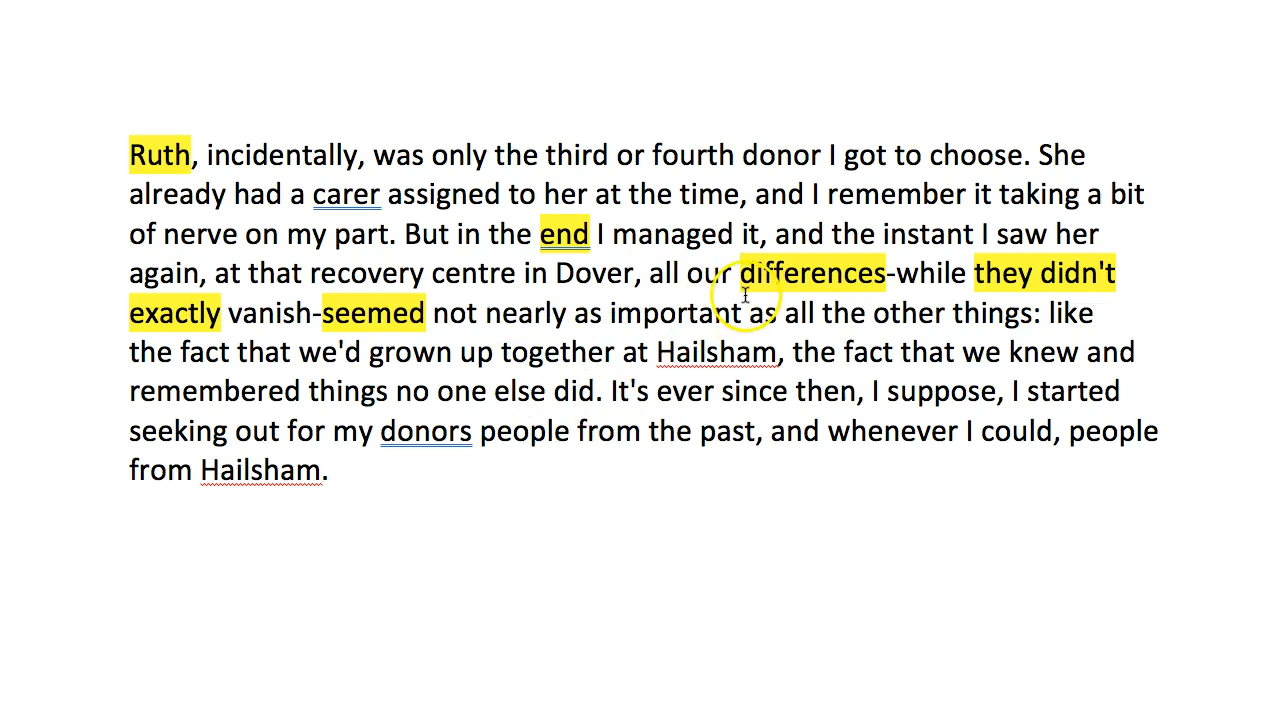 Ruth, incidentally, was only the third or fourth donor I got to choose. She
already had a carer assigned to her at the time, and I remember it taking a bit
of nerve on my part. But in the end I managed it, and the instant I saw her
again, at that recovery centre in Dover, all our differences-while they didn't
exactly vanish-seemed not nearly as important as all the other things: like
the fact that we'd grown up together at Hailsham, the fact that we knew and
remembered things no one else did. It's ever since then, I suppose, I started
seeking out for my donors people from the past, and whenever I could, people
from Hailsham.